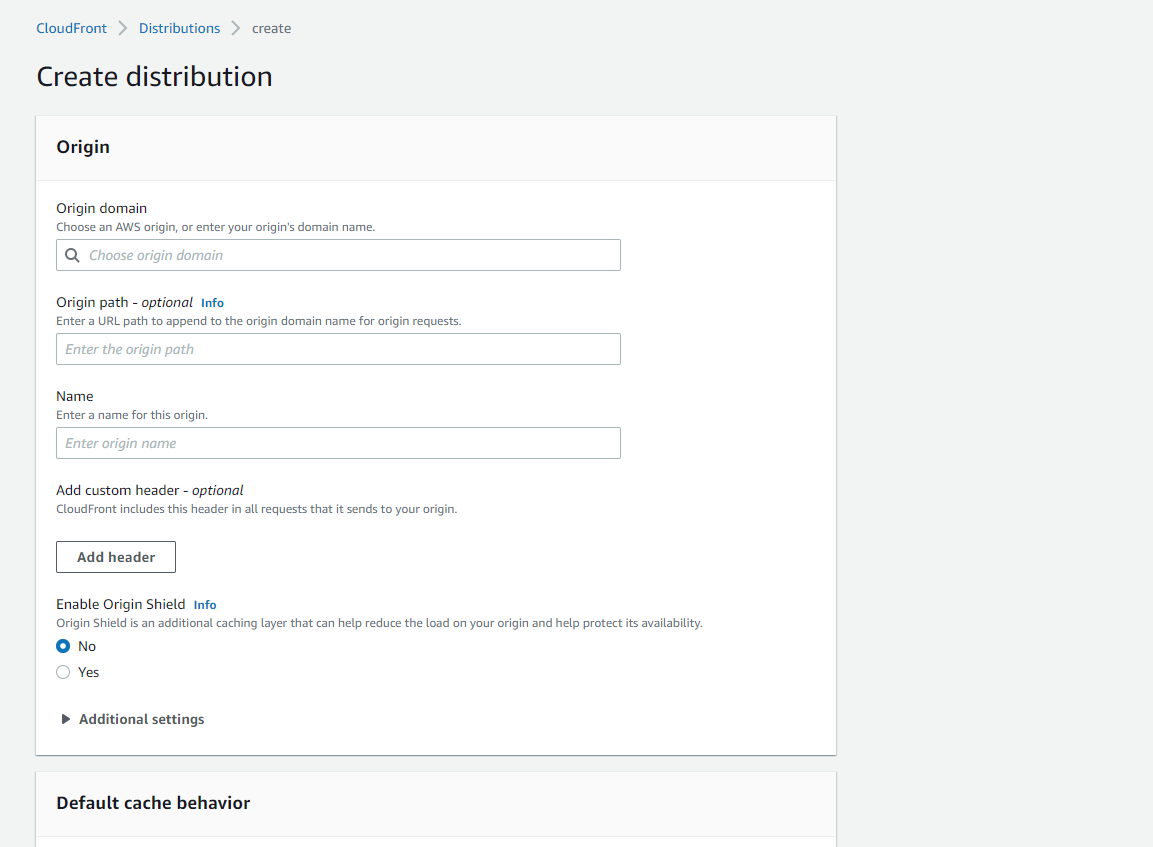 CloudFront > Distributions > create
Create distribution
Origin
Origin domain
Choose an AWS origin, or enter your origin's domain name.
Choose origin domain
Origin path - optional Info
Enter a URL path to append to the origin domain name for origin requests.
Enter the origin path
Name
Enter a name for this origin.
Enter origin name
Add custom header - optional
CloudFront includes this header in all requests that it sends to your origin.
Add header
Enable Origin Shield Info
Origin Shield is an additional caching layer that can help reduce the load on your origin and help protect its availability.
No
Yes
Additional settings
Default cache behavior